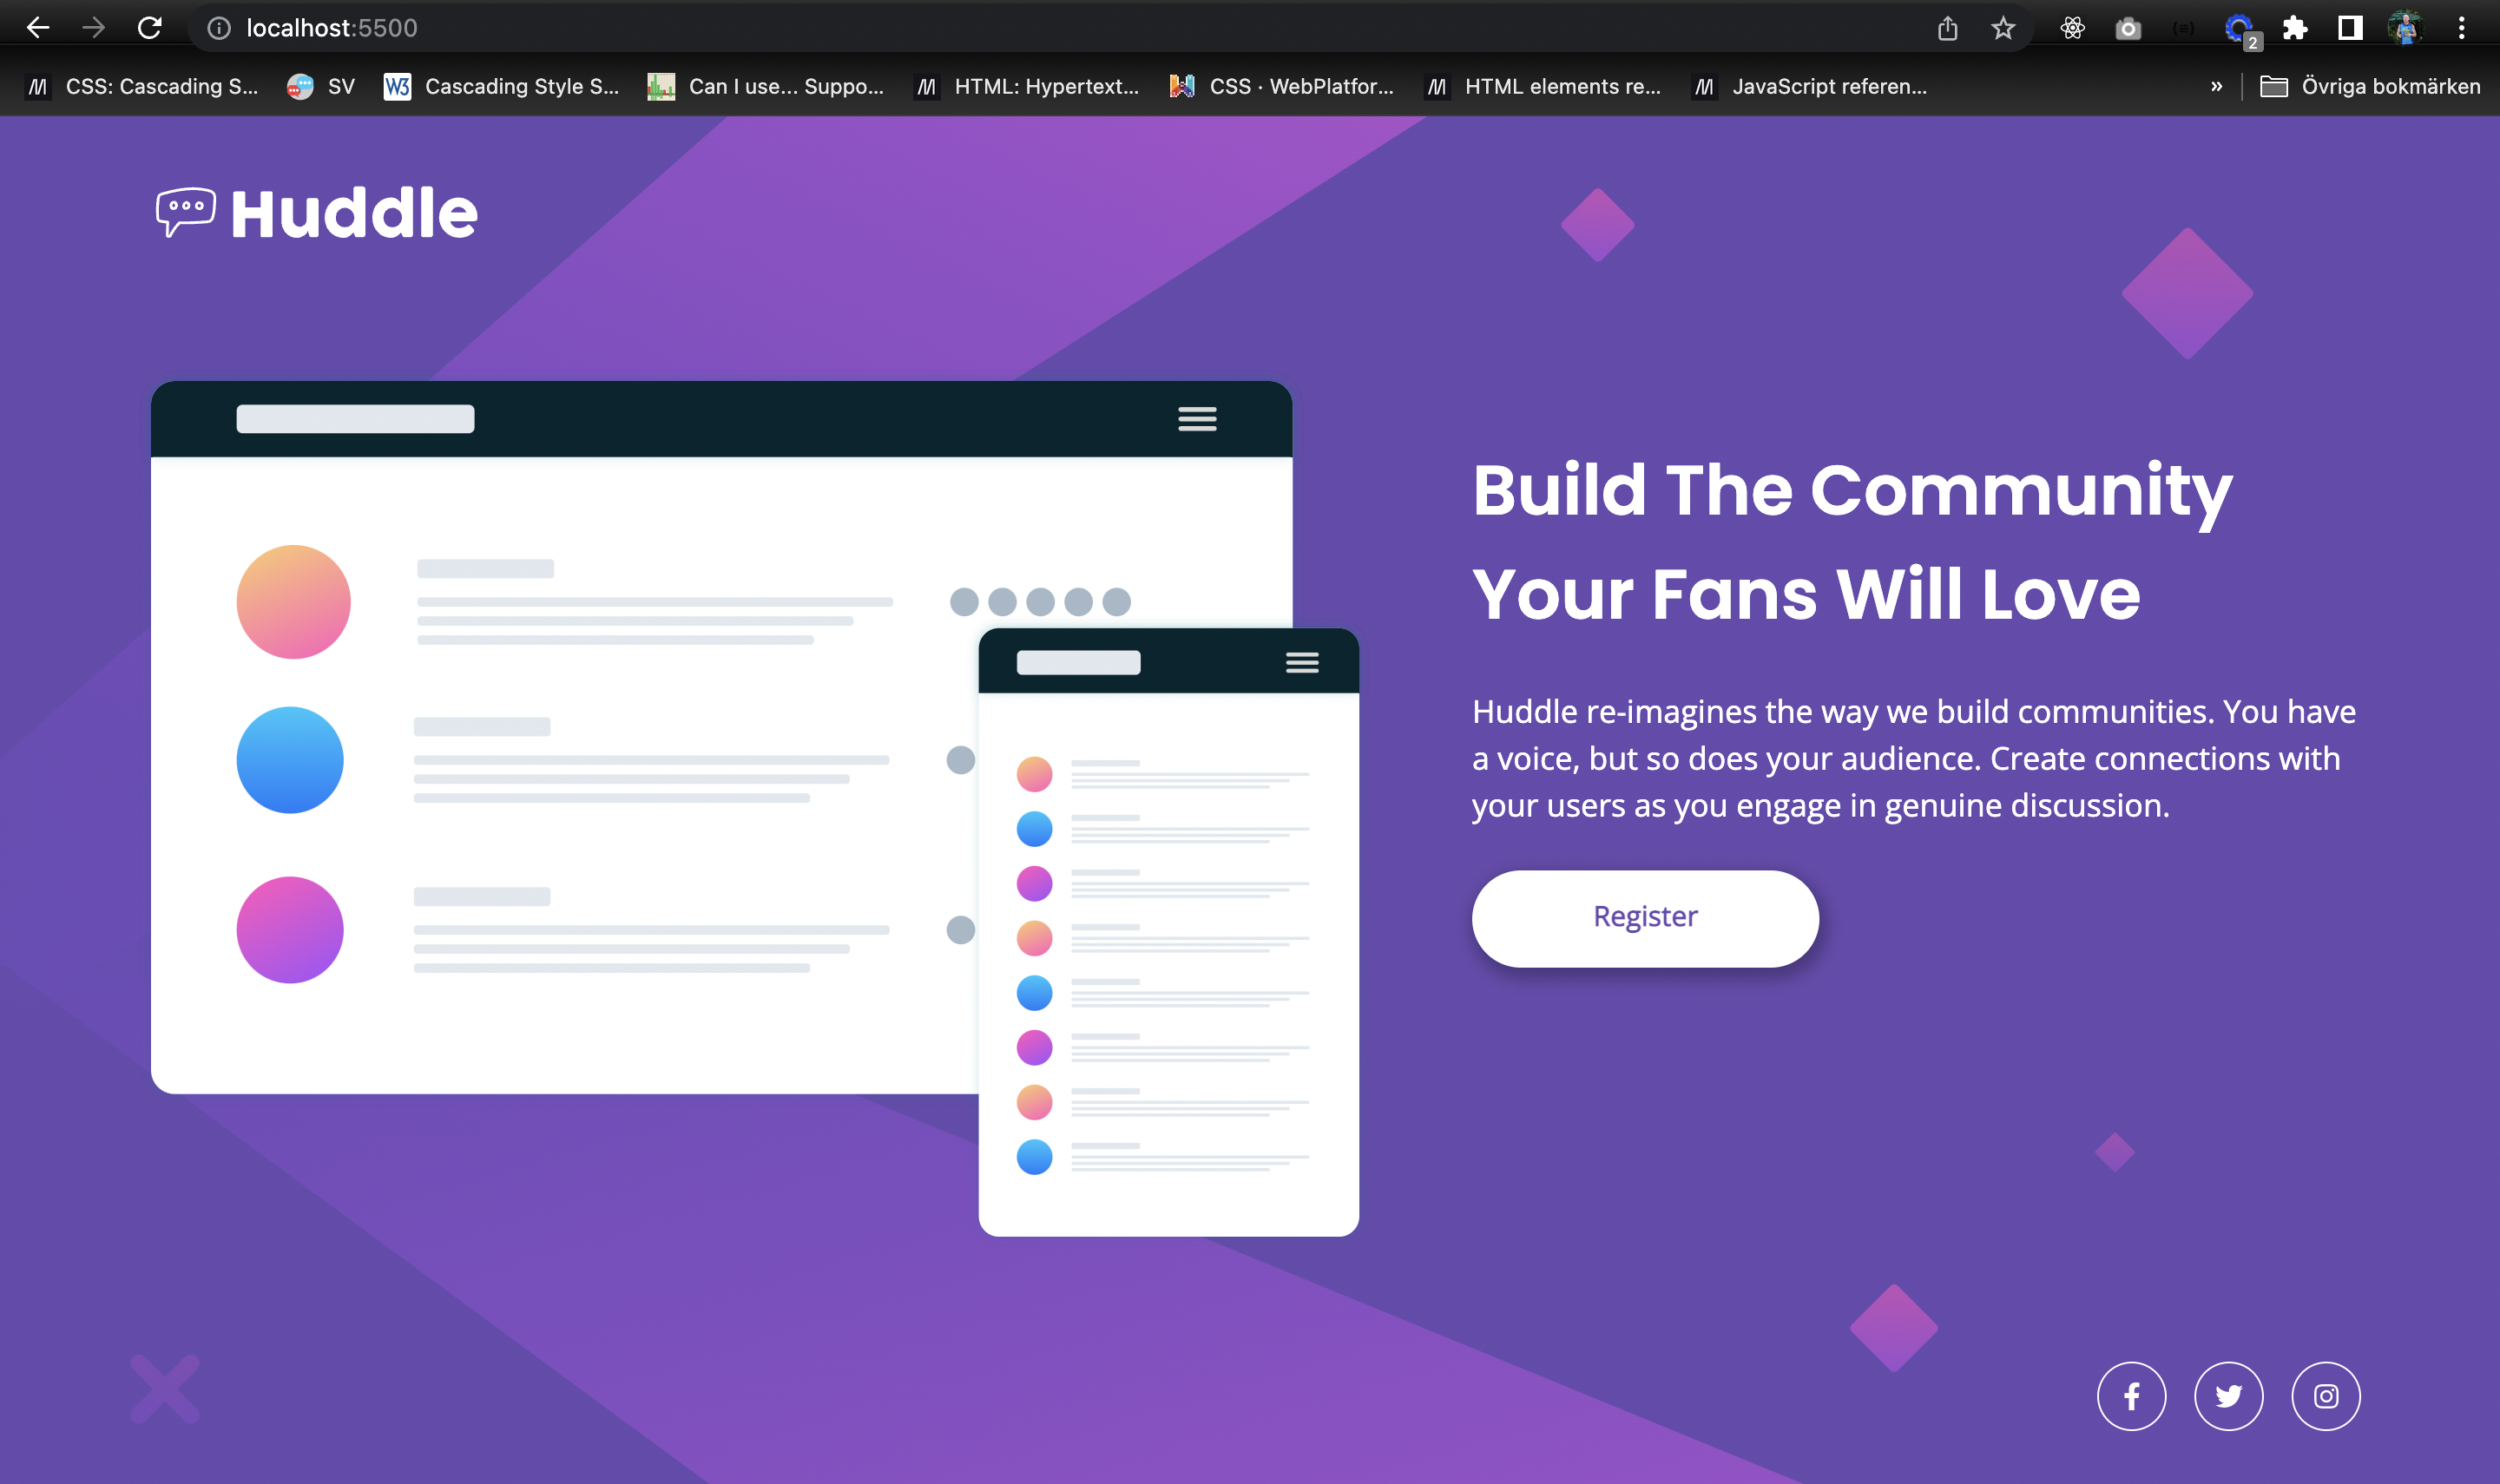 localhost:5500
2
CSS: Cascading S...
SV
W3
Cascading Style S...
Can I use... Suppo...
HTML: Hypertext...
CSS · WebPlatfor...
HTML elements re...
JavaScript referen...
»
Övriga bokmärken
Huddle
Build The Community
Your Fans Will Love
Huddle re-imagines the way we build communities. You have
a voice, but so does your audience. Create connections with
your users as you engage in genuine discussion.
Register